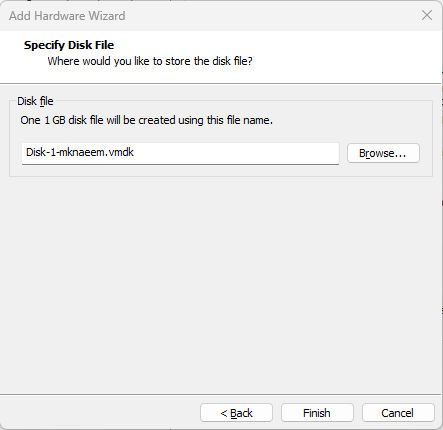 Add Hardware Wizard
Specify Disk File
Where would you like to store the disk file?
Disk file
One 1 GB disk file will be created using this file name.
Disk-1-mknaeem.vmdk
Browse...
< Back
Finish
Cancel